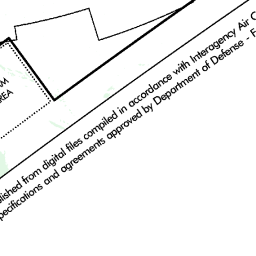 M
REA
lished from digital files compiled in accordance with Interagency Air C
pecifications and agreements approved by Department of Defense - F